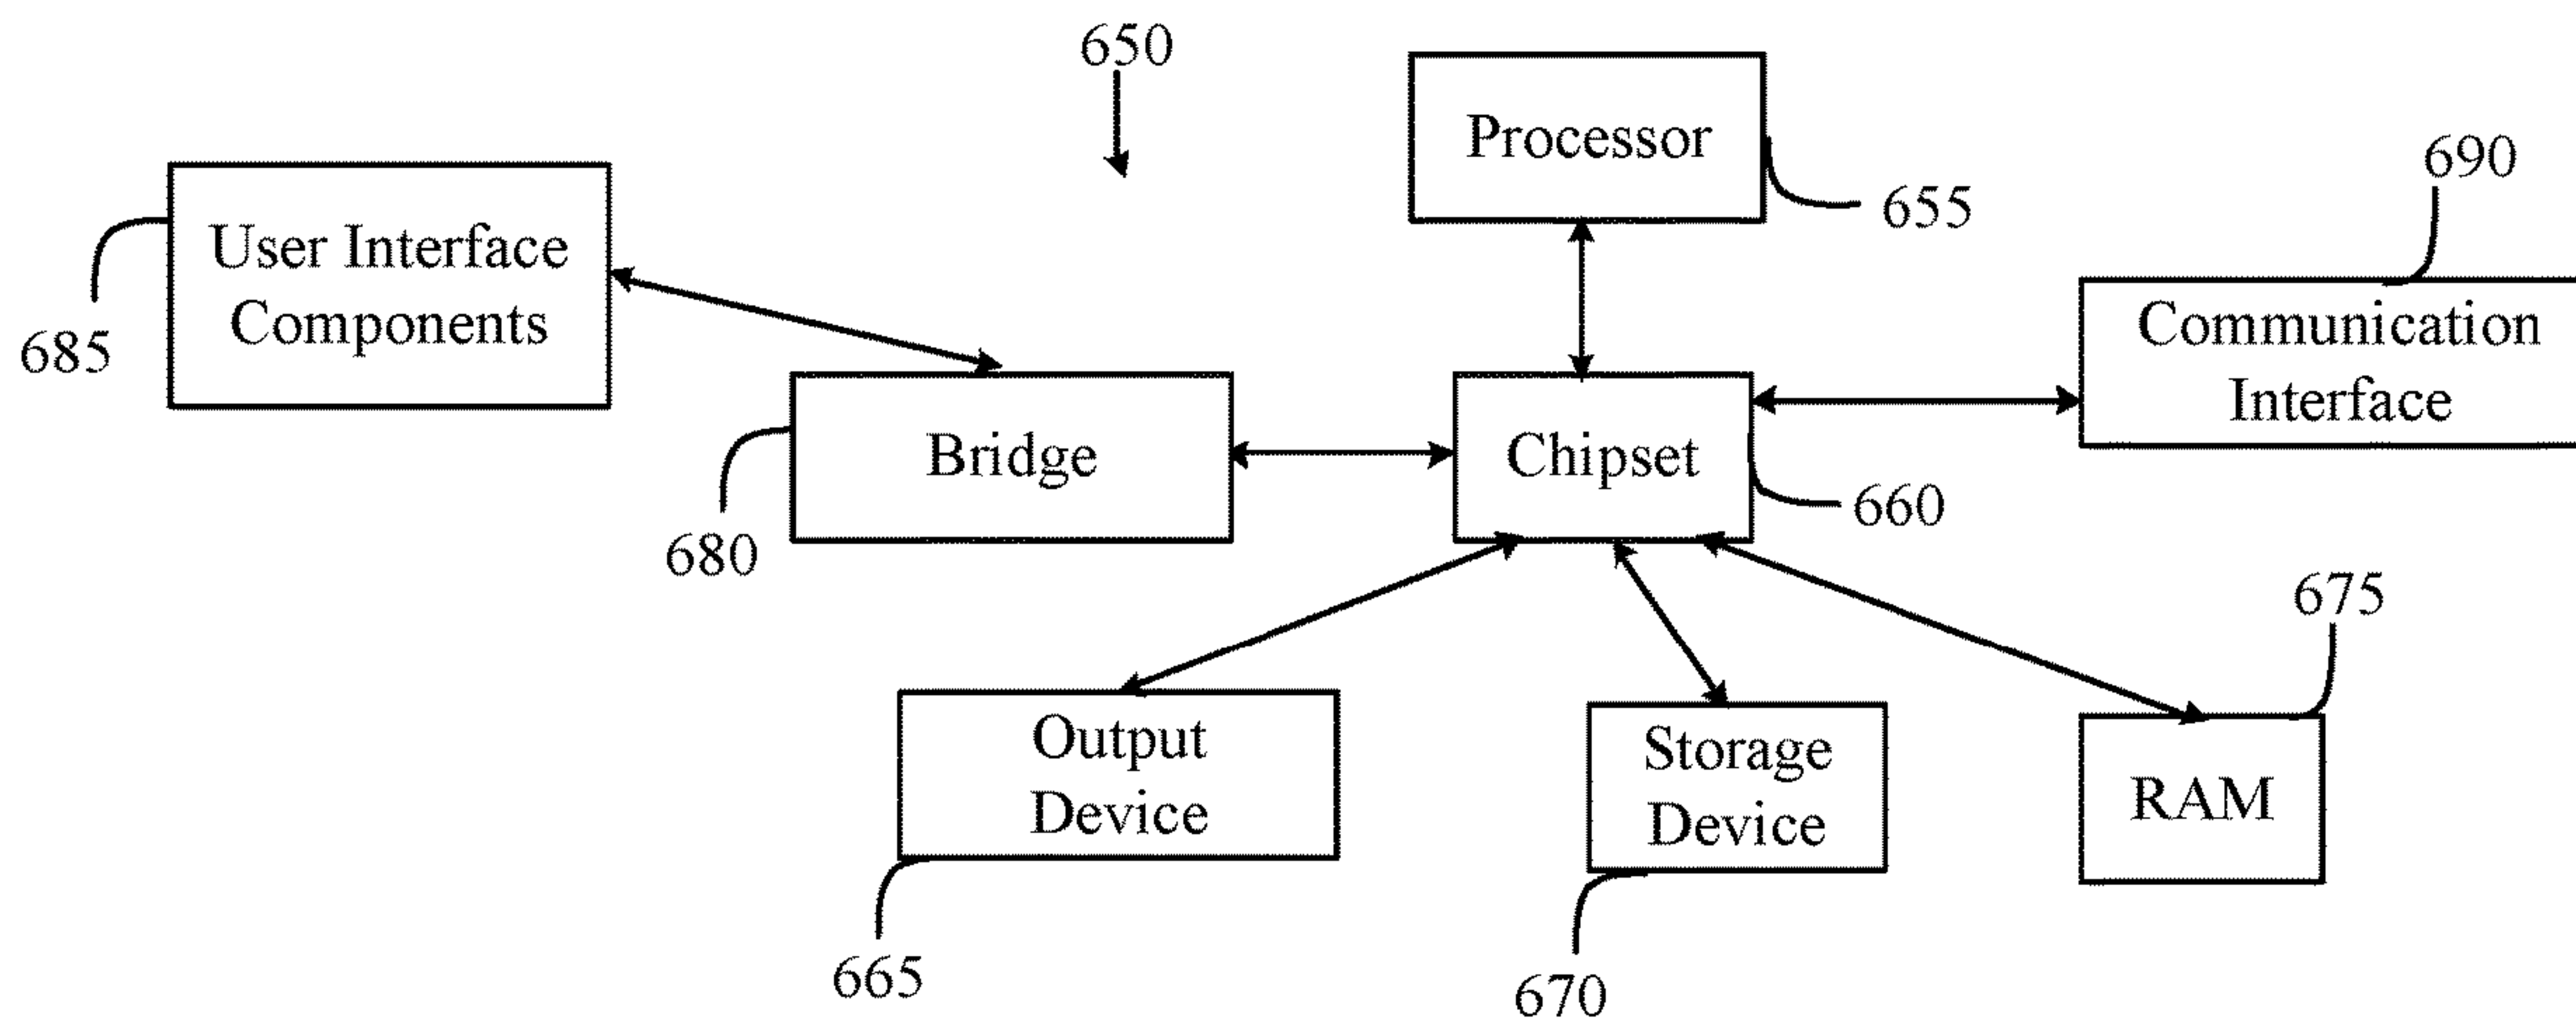 650
Processor
690
655
User Interface
Components
685
Communication
Interface
Bridge
Chipset
660
680
675
Output
Device
Storage
Device
RAM
665
670